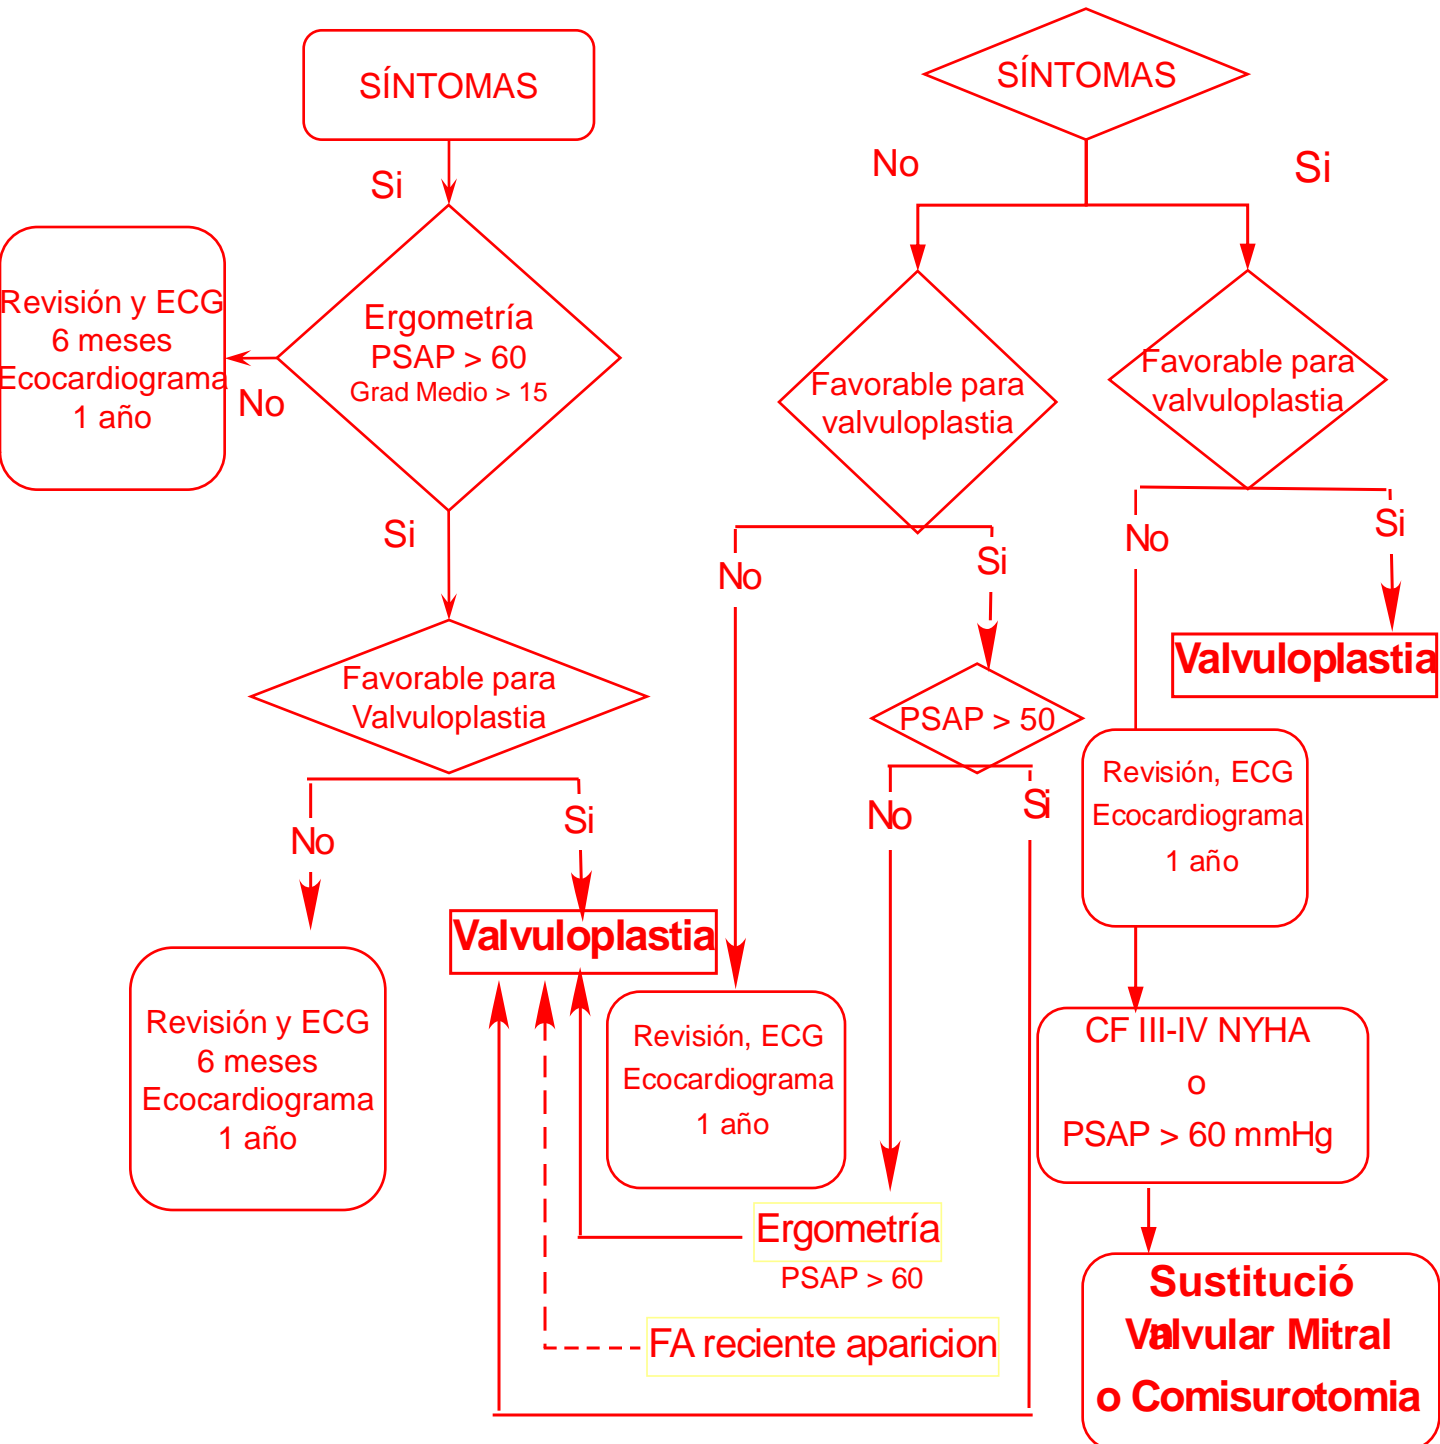 SÍNTOMAS
Si
Ergometría
PSAP > 60
Grad Medio > 15
No
Revisión y ECG
6 meses
Ecocardiograma
1 año
Si
Favorable para
Valvuloplastia
No
Si
Revisión y ECG
6 meses
Ecocardiograma
1 año
Valvuloplastia
SÍNTOMAS
No
Si
Favorable para
valvuloplastia
No
Si
Revisión, ECG
Ecocardiograma
1 año
PSAP > 50
No
Si
Ergometría
PSAP > 60
FA reciente aparicion
Favorable para
valvuloplastia
No
Si
Valvuloplastia
Revisión, ECG
Ecocardiograma
1 año
CF III-IV NYHA
o
PSAP > 60 mmHg
Sustitució
n
Valvular Mitral
o Comisurotomia